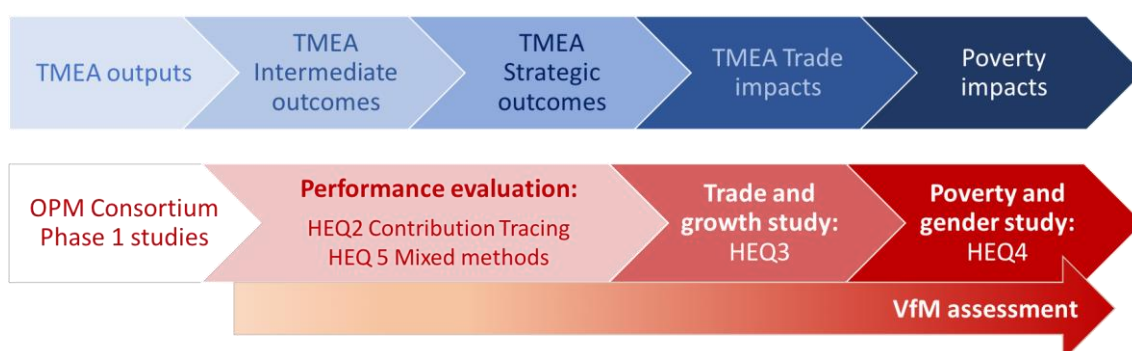 TMEA outputs
TMEA
Intermediate
outcomes
TMEA
Strategic
outcomes
TMEA Trade
impacts
Poverty
impacts
OPM Consortium
Phase 1 studies
Performance evaluation:
HEQ2 Contribution Tracing
HEQ 5 Mixed methods
Trade and
growth study:
HEQ3
Poverty and
gender study:
HEQ4
VfM assessment